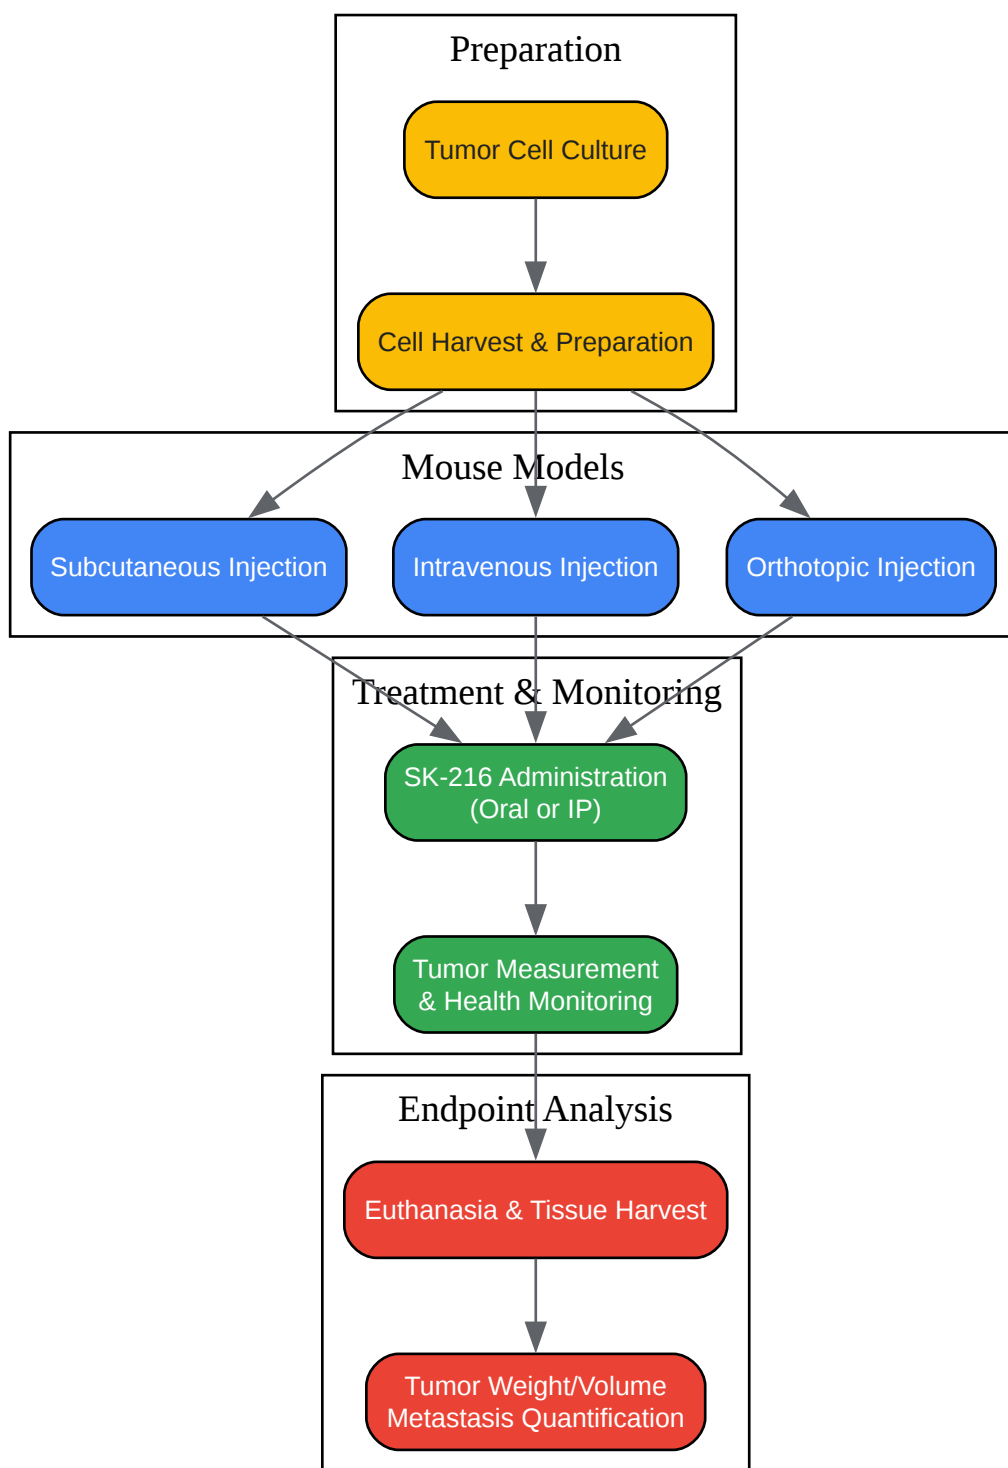 Preparation
Tumor Cell Culture
Cell Harvest & Preparation
Mouse Models
Subcutaneous Injection
Intravenous Injection
Orthotopic Injection
Treatment & Monitoring
SK-216 Administration
(Oral or IP)
Tumor Measurement
& Health Monitoring
Endpoint Analysis
Euthanasia & Tissue Harvest
Tumor Weight/Volume
Metastasis Quantification